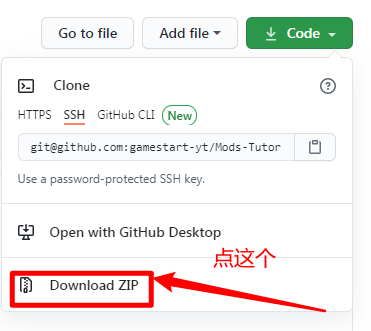 Go to file Add file Code
Clone
HTTPS SSH GitHub CLI New
git@github.com:gamestart-yt/Mods-Tutor
Use a password-protected SSH key.
Open with GitHub Desktop
点这个
Download ZIP